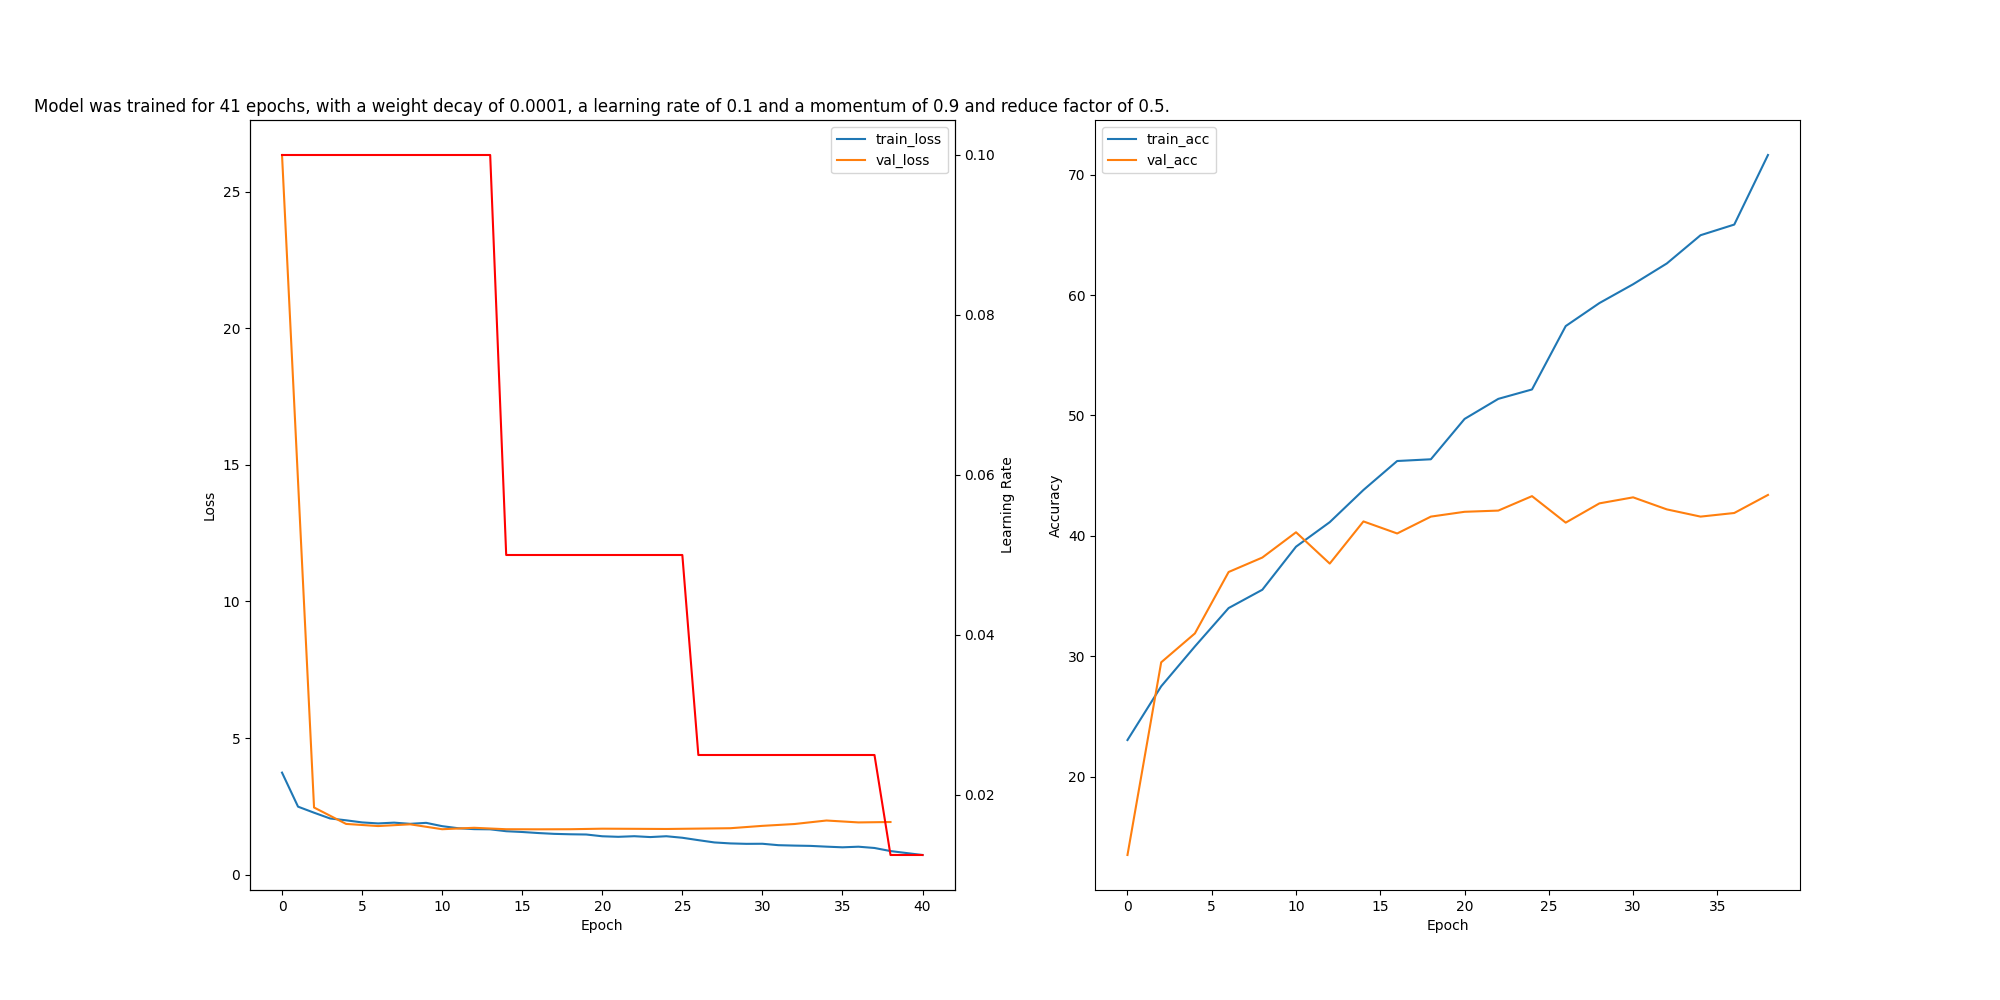 Model was trained for 41 epochs, with a weight decay of 0.0001, a learning rate of 0.1 and a momentum of 0.9 and reduce factor of 0.5.
train_loss
val_loss
25
20
15
10
5
0
Loss
0.10
0.08
0.06
0.04
0.02
Learning Rate
0 5 10 15 20 25 30 35 40
Epoch
train_acc
val_acc
70
60
50
40
30
20
Accuracy
0 5 10 15 20 25 30 35
Epoch